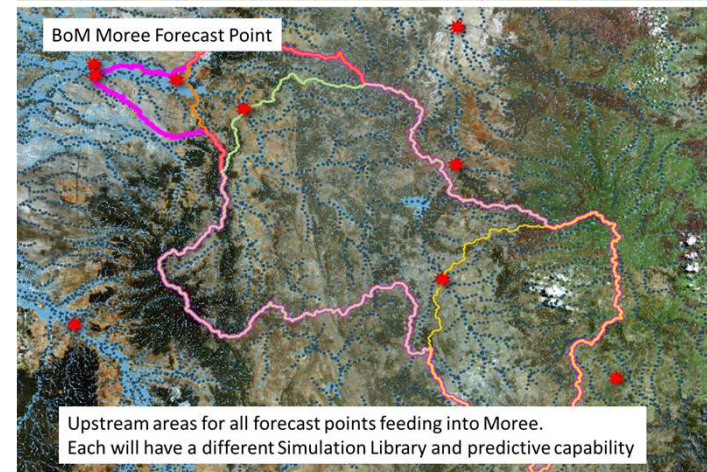 BoM Moree Forecast Point
Upstream areas for all forecast points feeding into Moree.
Each will have a different Simulation Library and predictive capability